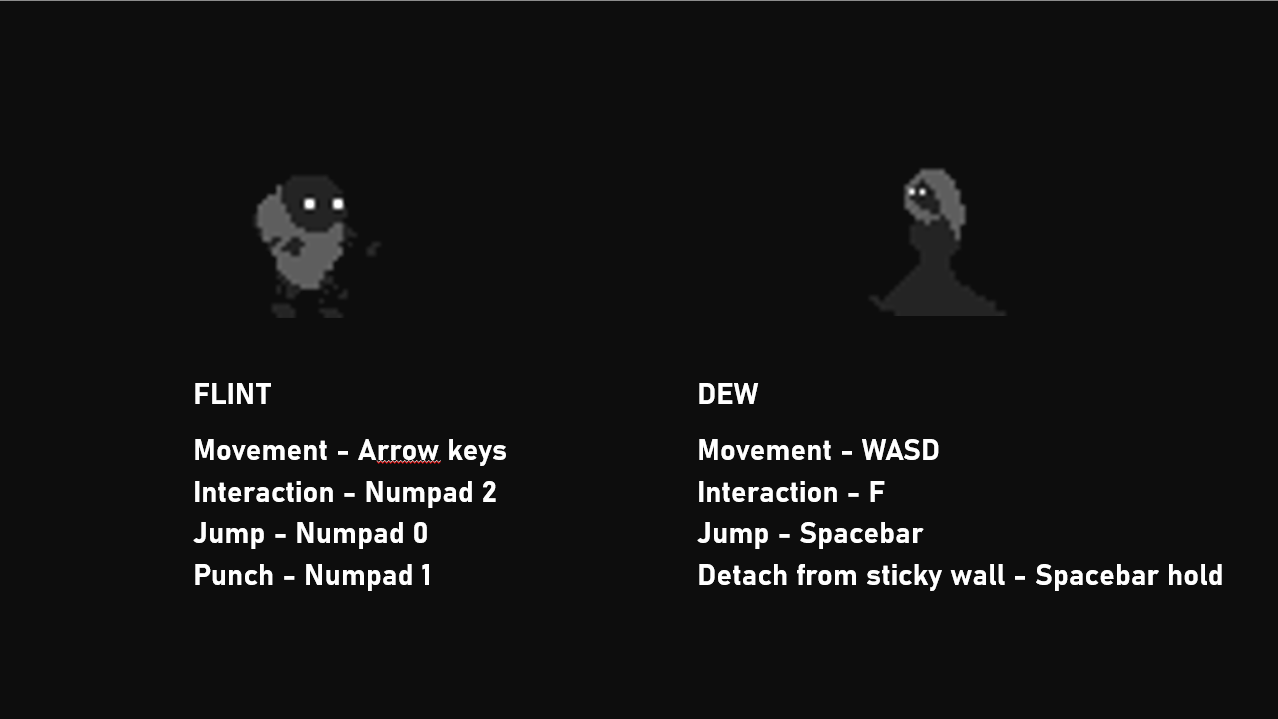 FLINT
Movement - Arrow keys
Interaction - Numpad 2
Jump - Numpad 0
Punch - Numpad 1
DEW
Movement - WASD
Interaction - F
Jump - Spacebar
Detach from sticky wall - Spacebar hold